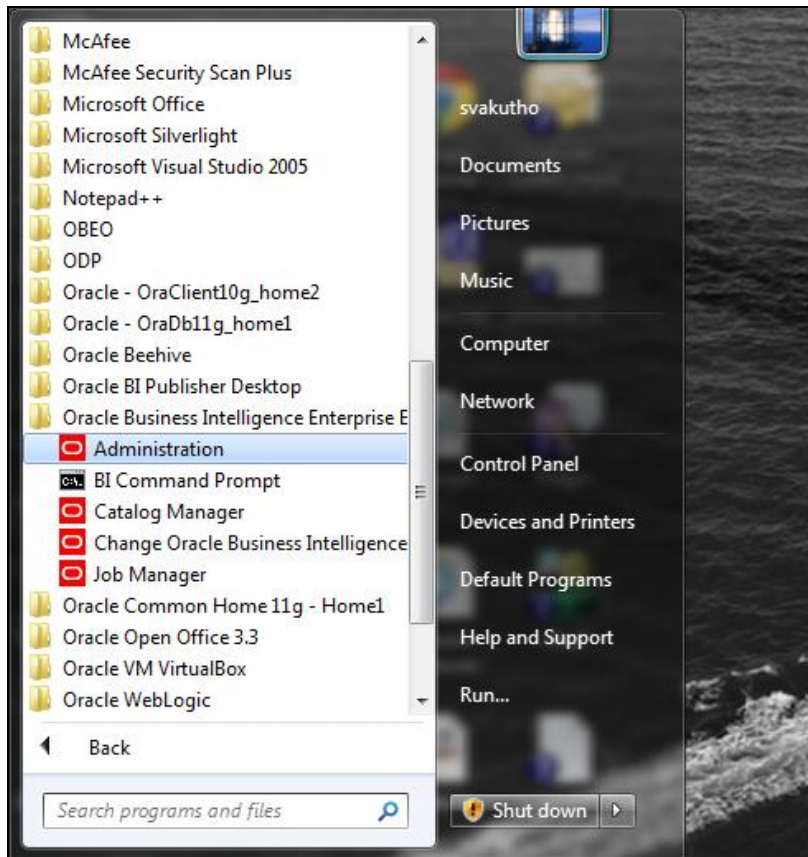 McAfee
McAfee Security Scan Plus
Microsoft Office
Microsoft Silverlight
Microsoft Visual Studio 2005
Notepad++
OBEO
ODP
Oracle - OraClient10g_home2
Oracle - OraDb11g_home1
Oracle Beehive
Oracle BI Publisher Desktop
Oracle Business Intelligence Enterprise E
Administration
BI Command Prompt
Catalog Manager
Change Oracle Business Intelligence
Job Manager
Oracle Common Home 11g - Home1
Oracle Open Office 3.3
Oracle VM VirtualBox
Oracle WebLogic
Back
Search programs and files
svakutho
Documents
Pictures
Music
Computer
Network
Control Panel
Devices and Printers
Default Programs
Help and Support
Run...
Shut down